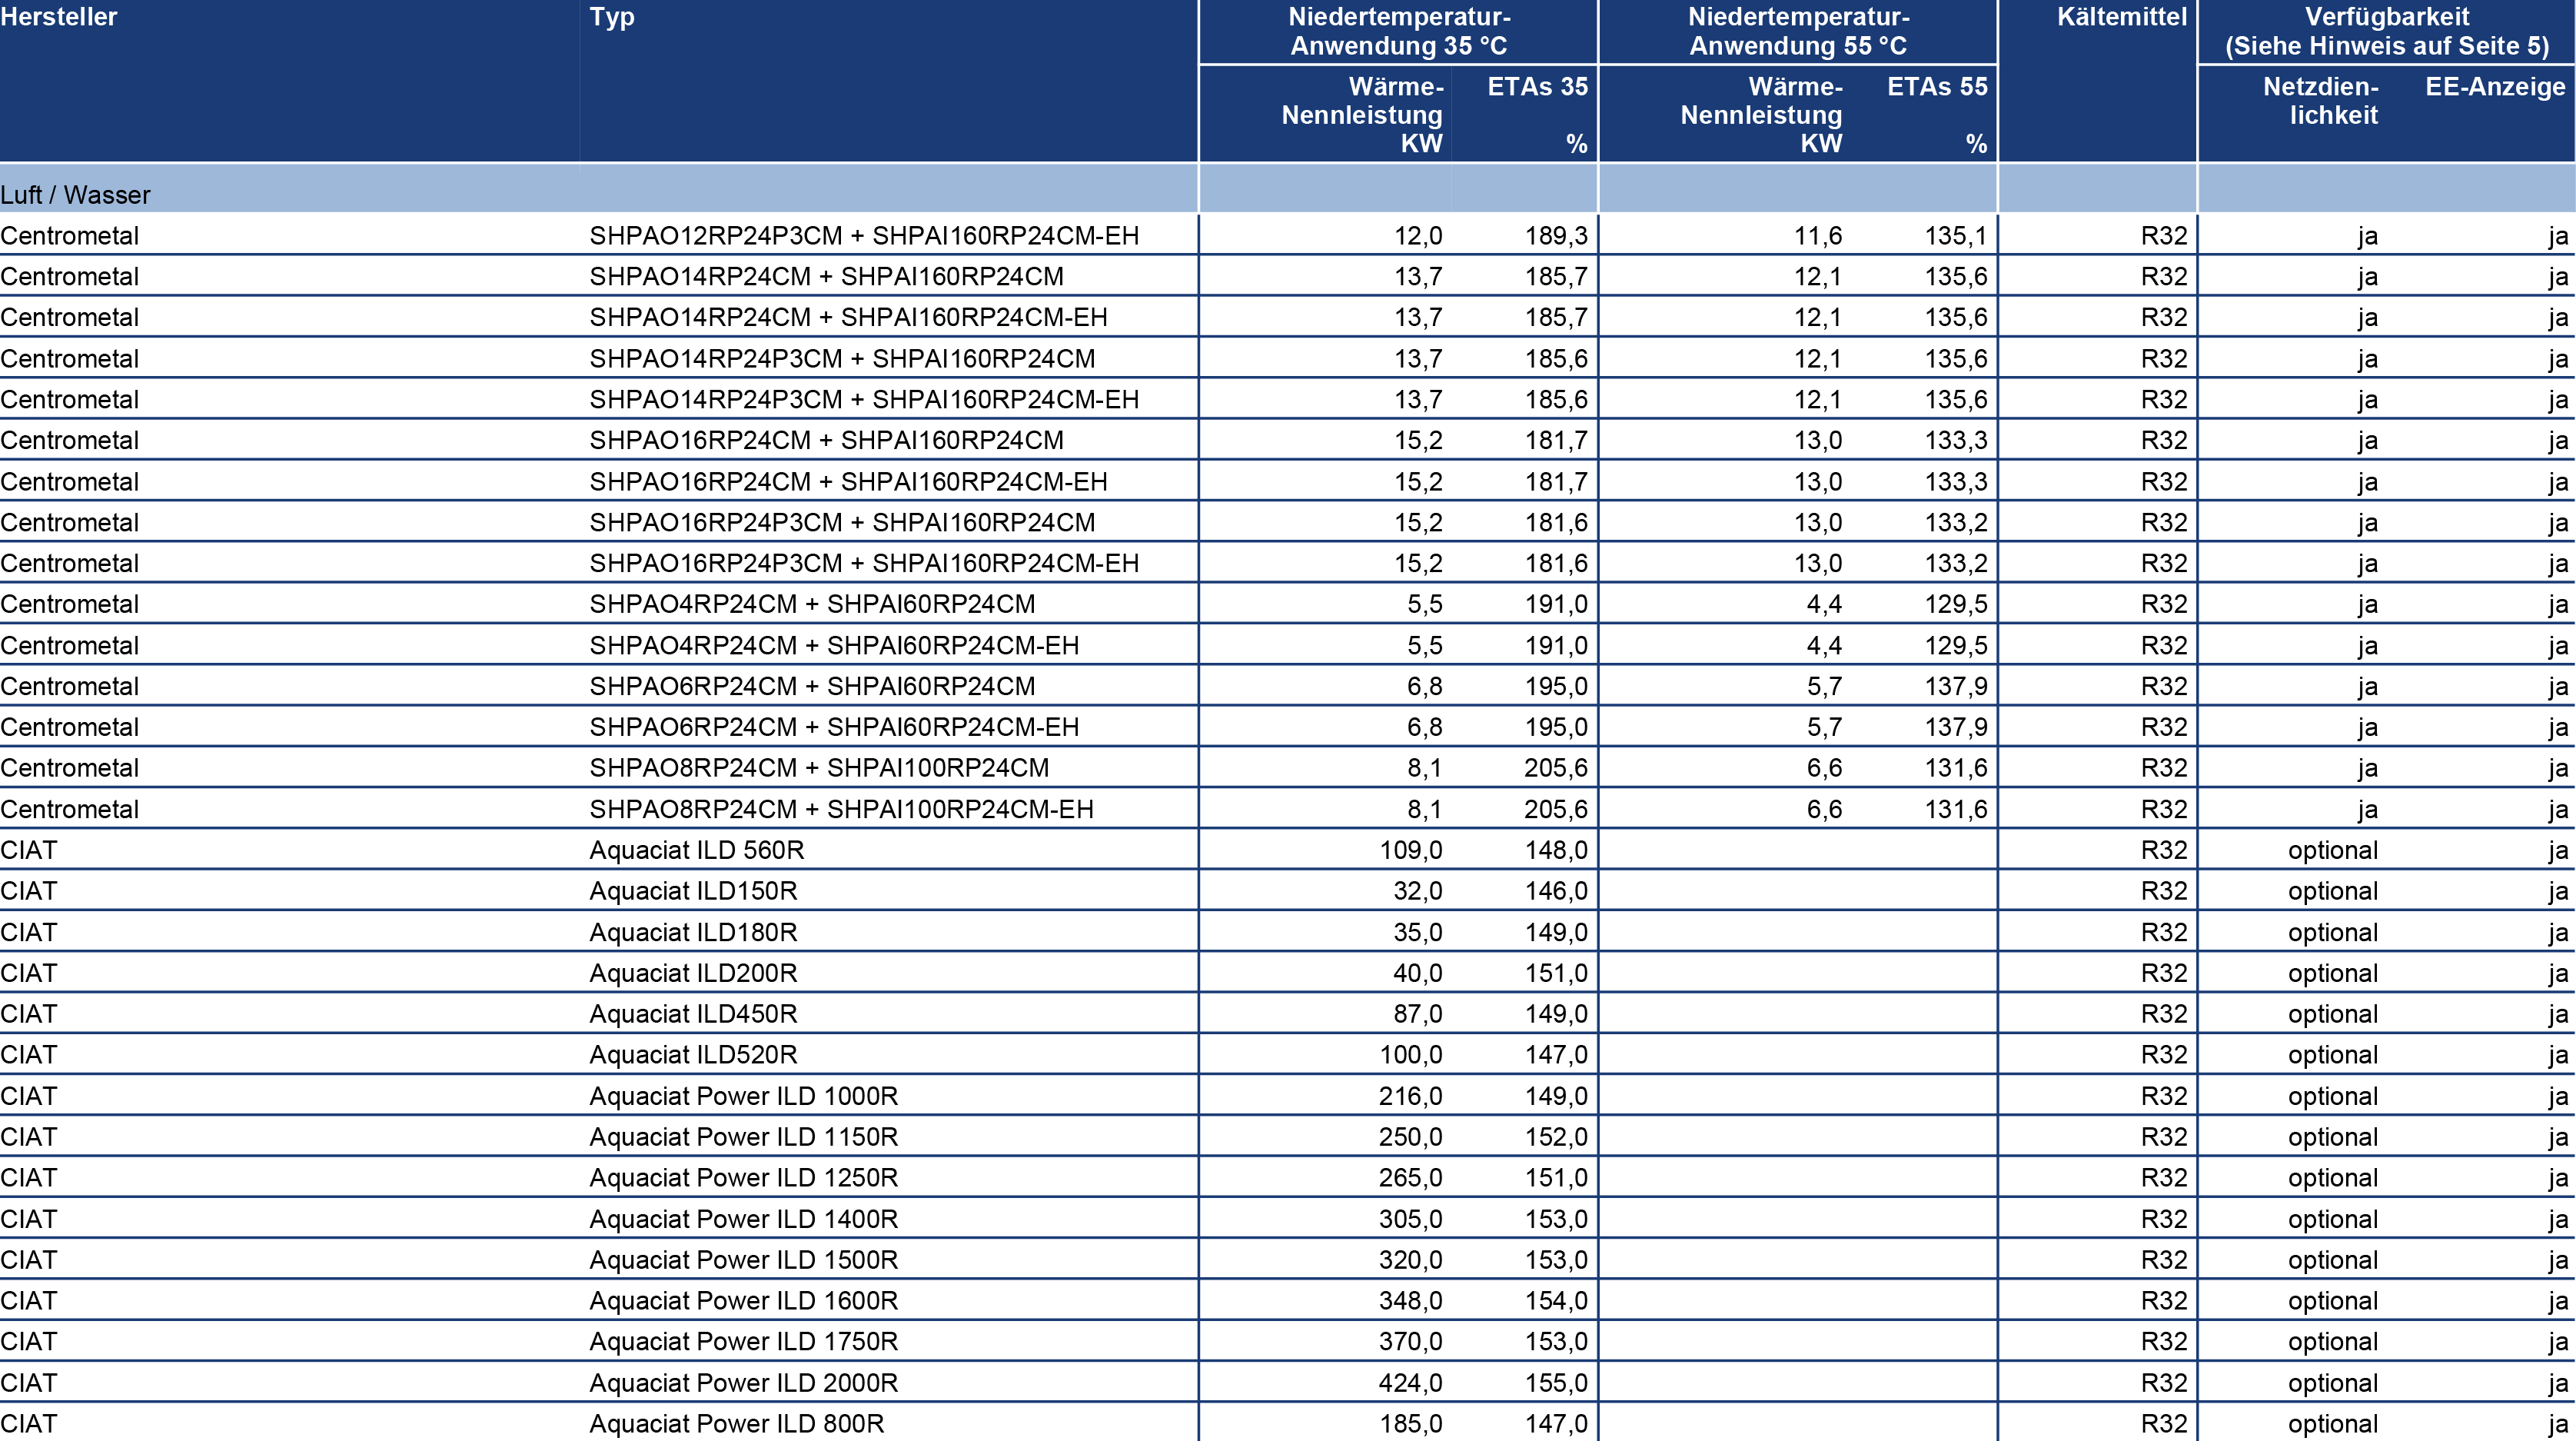 Hersteller Typ Niedertemperatur- Niedertemperatur- Kältemittel Verfügbarkeit
Anwendung 35 °C Anwendung 55 °C (Siehe Hinweis auf Seite 5)
Wärme- ETAs 35 Wärme- ETAs 55 Netzdien- EE-Anzeige
Nennleistung Nennleistung lichkeit
KW % KW %
Luft / Wasser
Centrometal SHPAO12RP24P3CM + SHPAI160RP24CM-EH 12,0 189,3 11,6 135,1 R32 ja ja
Centrometal SHPAO14RP24CM + SHPAI160RP24CM 13,7 185,7 12,1 135,6 R32 ja ja
Centrometal SHPAO14RP24CM + SHPAI160RP24CM-EH 13,7 185,7 12,1 135,6 R32 ja ja
Centrometal SHPAO14RP24P3CM + SHPAI160RP24CM 13,7 185,6 12,1 135,6 R32 ja ja
Centrometal SHPAO14RP24P3CM + SHPAI160RP24CM-EH 13,7 185,6 12,1 135,6 R32 ja ja
Centrometal SHPAO16RP24CM + SHPAI160RP24CM 15,2 181,7 13,0 133,3 R32 ja ja
Centrometal SHPAO16RP24CM + SHPAI160RP24CM-EH 15,2 181,7 13,0 133,3 R32 ja ja
Centrometal SHPAO16RP24P3CM + SHPAI160RP24CM 15,2 181,6 13,0 133,2 R32 ja ja
Centrometal SHPAO16RP24P3CM + SHPAI160RP24CM-EH 15,2 181,6 13,0 133,2 R32 ja ja
Centrometal SHPAO4RP24CM + SHPAI60RP24CM 5,5 191,0 4,4 129,5 R32 ja ja
Centrometal SHPAO4RP24CM + SHPAI60RP24CM-EH 5,5 191,0 4,4 129,5 R32 ja ja
Centrometal SHPAO6RP24CM + SHPAI60RP24CM 6,8 195,0 5,7 137,9 R32 ja ja
Centrometal SHPAO6RP24CM + SHPAI60RP24CM-EH 6,8 195,0 5,7 137,9 R32 ja ja
Centrometal SHPAO8RP24CM + SHPAI100RP24CM 8,1 205,6 6,6 131,6 R32 ja ja
Centrometal SHPAO8RP24CM + SHPAI100RP24CM-EH 8,1 205,6 6,6 131,6 R32 ja ja
CIAT Aquaciat ILD 560R 109,0 148,0 R32 optional ja
CIAT Aquaciat ILD150R 32,0 146,0 R32 optional ja
CIAT Aquaciat ILD180R 35,0 149,0 R32 optional ja
CIAT Aquaciat ILD200R 40,0 151,0 R32 optional ja
CIAT Aquaciat ILD450R 87,0 149,0 R32 optional ja
CIAT Aquaciat ILD520R 100,0 147,0 R32 optional ja
CIAT Aquaciat Power ILD 1000R 216,0 149,0 R32 optional ja
CIAT Aquaciat Power ILD 1150R 250,0 152,0 R32 optional ja
CIAT Aquaciat Power ILD 1250R 265,0 151,0 R32 optional ja
CIAT Aquaciat Power ILD 1400R 305,0 153,0 R32 optional ja
CIAT Aquaciat Power ILD 1500R 320,0 153,0 R32 optional ja
CIAT Aquaciat Power ILD 1600R 348,0 154,0 R32 optional ja
CIAT Aquaciat Power ILD 1750R 370,0 153,0 R32 optional ja
CIAT Aquaciat Power ILD 2000R 424,0 155,0 R32 optional ja
CIAT Aquaciat Power ILD 800R 185,0 147,0 R32 optional ja